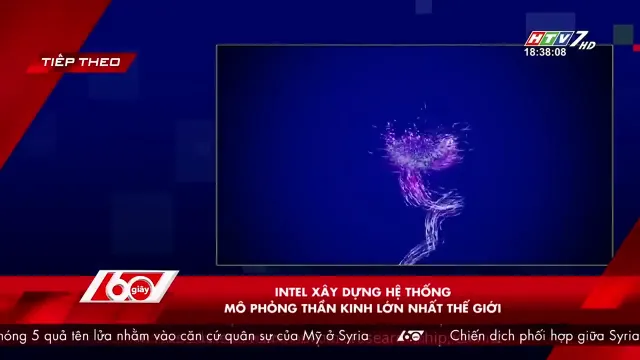 HTV7 HD
18:38:08
TIẾP THEO
60 giây
INTEL XÂY DỰNG HỆ THỐNG
MÔ PHỎNG THẦN KINH LỚN NHẤT THẾ GIỚI
hóng 5 quả tên lửa nhằm vào căn cứ quân sự của Mỹ ở Syria 60 Chiến dịch phối hợp giữa Syria